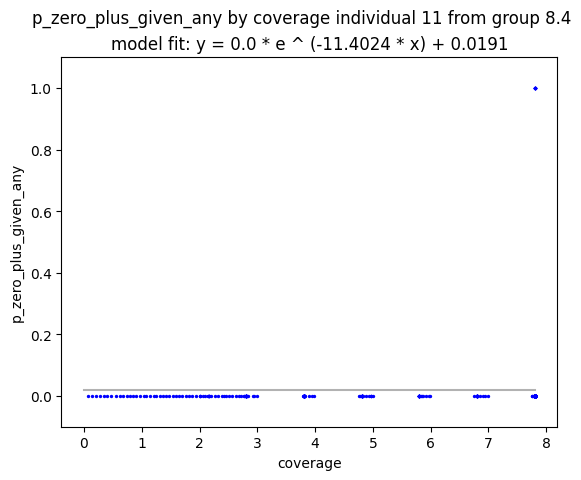 p_zero_plus_given_any by coverage individual 11 from group 8.4
model fit: y = 0.0 * e ^ (-11.4024 * x) + 0.0191
1.0
0.8
0.6
0.4
0.2
0.0
p_zero_plus_given_any
0 1 2 3 4 5 6 7 8
coverage